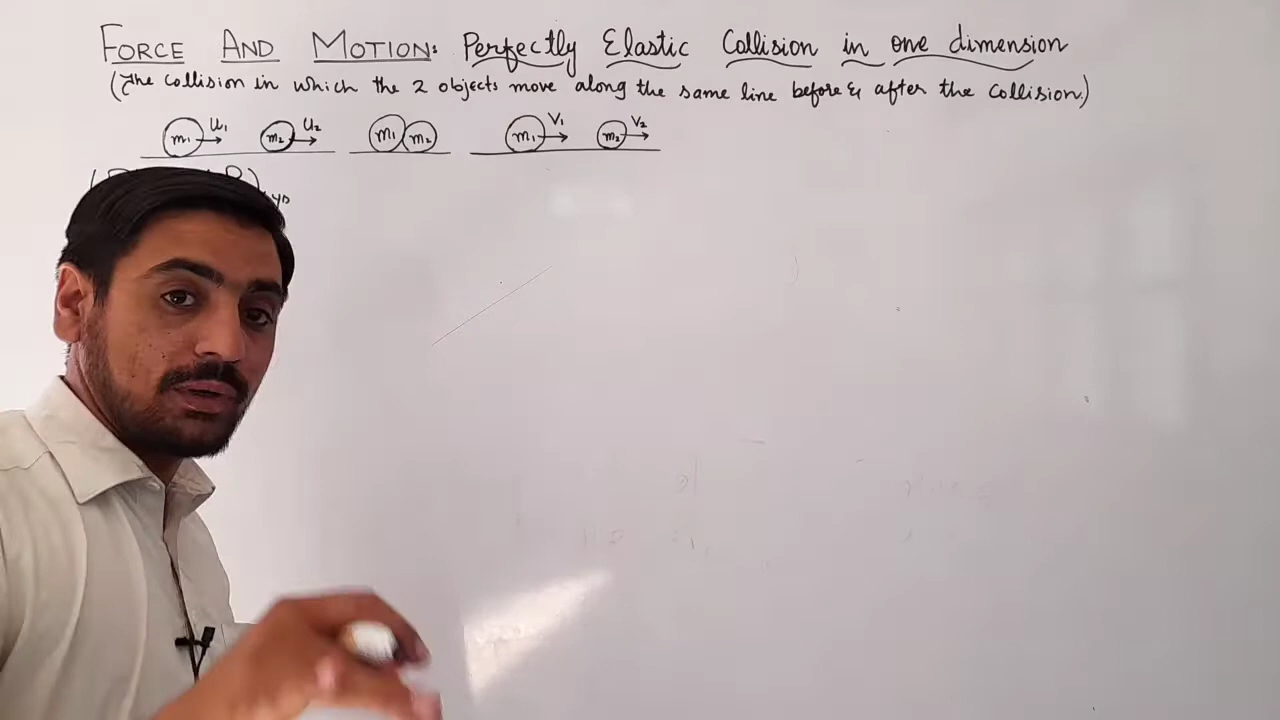 FORCE AND MOTION: Perfectly Elastic Collision in one dimension
(The collision in which the 2 objects move along the same line before & after the collision.)
m₁ u₁ m₂ u₂ m₁ m₂ m₁ v₁ m₂ v₂